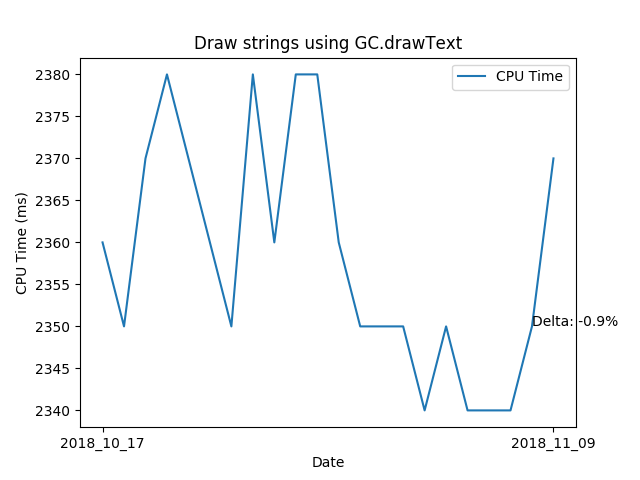 Draw strings using GC.drawText
CPU Time
2380
2375
2370
2365
2360
2355
2350
2345
2340
CPU Time (ms)
Delta: -0.9%
2018_10_17
2018_11_09
Date